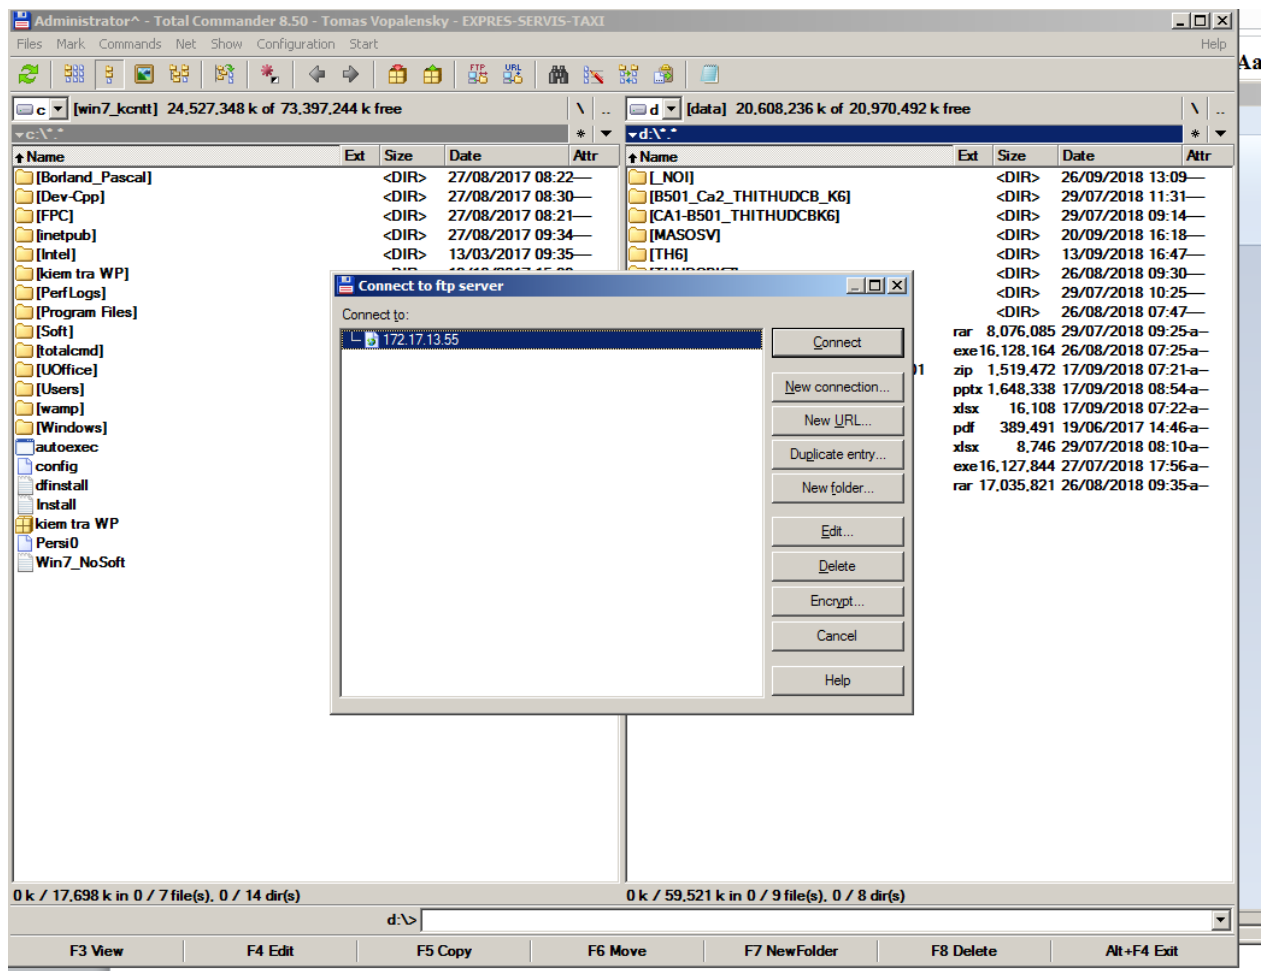 Administrator^ - Total Commander 8.50 - Tomas Vopalensky - EXPRES-SERVIS-TAXI
Files Mark Commands Net Show Configuration Start Help
FTP URL
Aa
c [win7_kcntt] 24,527,348 k of 73,397,244 k free \ ..
d [data] 20,608,236 k of 20,970,492 k free \ ..
c:\*.* *
d:\*.* *
Name Ext Size Date Attr
[Borland_Pascal] <DIR> 27/08/2017 08:22—
[Dev-Cpp] <DIR> 27/08/2017 08:30—
[FPC] <DIR> 27/08/2017 08:21—
[inetpub] <DIR> 27/08/2017 09:34—
[Intel] <DIR> 13/03/2017 09:35—
[kiem tra WP]
[PerfLogs]
[Program Files]
[Soft]
[totalcmd]
[UOffice]
[Users]
[wamp]
[Windows]
autoexec
config
dfinstall
Install
kiem tra WP
Persi0
Win7_NoSoft
Name Ext Size Date Attr
[_NOI] <DIR> 26/09/2018 13:09—
[B501_Ca2_THITHUDCB_K6] <DIR> 29/07/2018 11:31—
[CA1-B501_THITHUDCBK6] <DIR> 29/07/2018 09:14—
[MASOSV] <DIR> 20/09/2018 16:18—
[TH6] <DIR> 13/09/2018 16:47—
<DIR> 26/08/2018 09:30—
<DIR> 29/07/2018 10:25—
<DIR> 26/08/2018 07:47—
rar 8,076,085 29/07/2018 09:25-a--
exe 16,128,164 26/08/2018 07:25-a--
01 zip 1,519,472 17/09/2018 07:21-a--
pptx 1,648,338 17/09/2018 08:54-a--
xlsx 16,108 17/09/2018 07:22-a--
pdf 389,491 19/06/2017 14:46-a--
xlsx 8,746 29/07/2018 08:10-a--
exe 16,127,844 27/07/2018 17:56-a--
rar 17,035,821 26/08/2018 09:35-a--
Connect to ftp server
Connect to:
172.17.13.55
Connect
New connection...
New URL...
Duplicate entry...
New folder...
Edit...
Delete
Encrypt...
Cancel
Help
0 k / 17,698 k in 0 / 7 file(s), 0 / 14 dir(s)
0 k / 59,521 k in 0 / 9 file(s), 0 / 8 dir(s)
d:\>
F3 View F4 Edit F5 Copy F6 Move F7 NewFolder F8 Delete Alt+F4 Exit